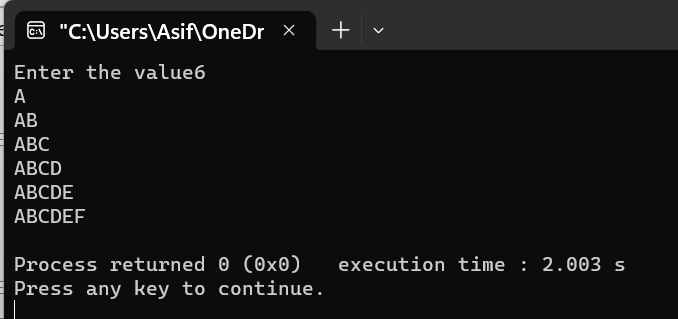 "C:\Users\Asif\OneDr
Enter the value6
A
AB
ABC
ABCD
ABCDE
ABCDEF
Process returned 0 (0x0)   execution time : 2.003 s
Press any key to continue.